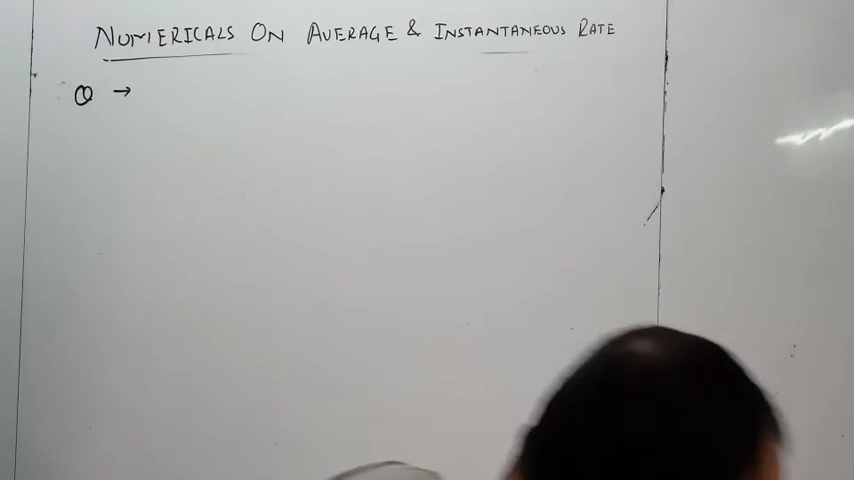 NUMERICALS ON AVERAGE & INSTANTANEOUS RATE
Q →